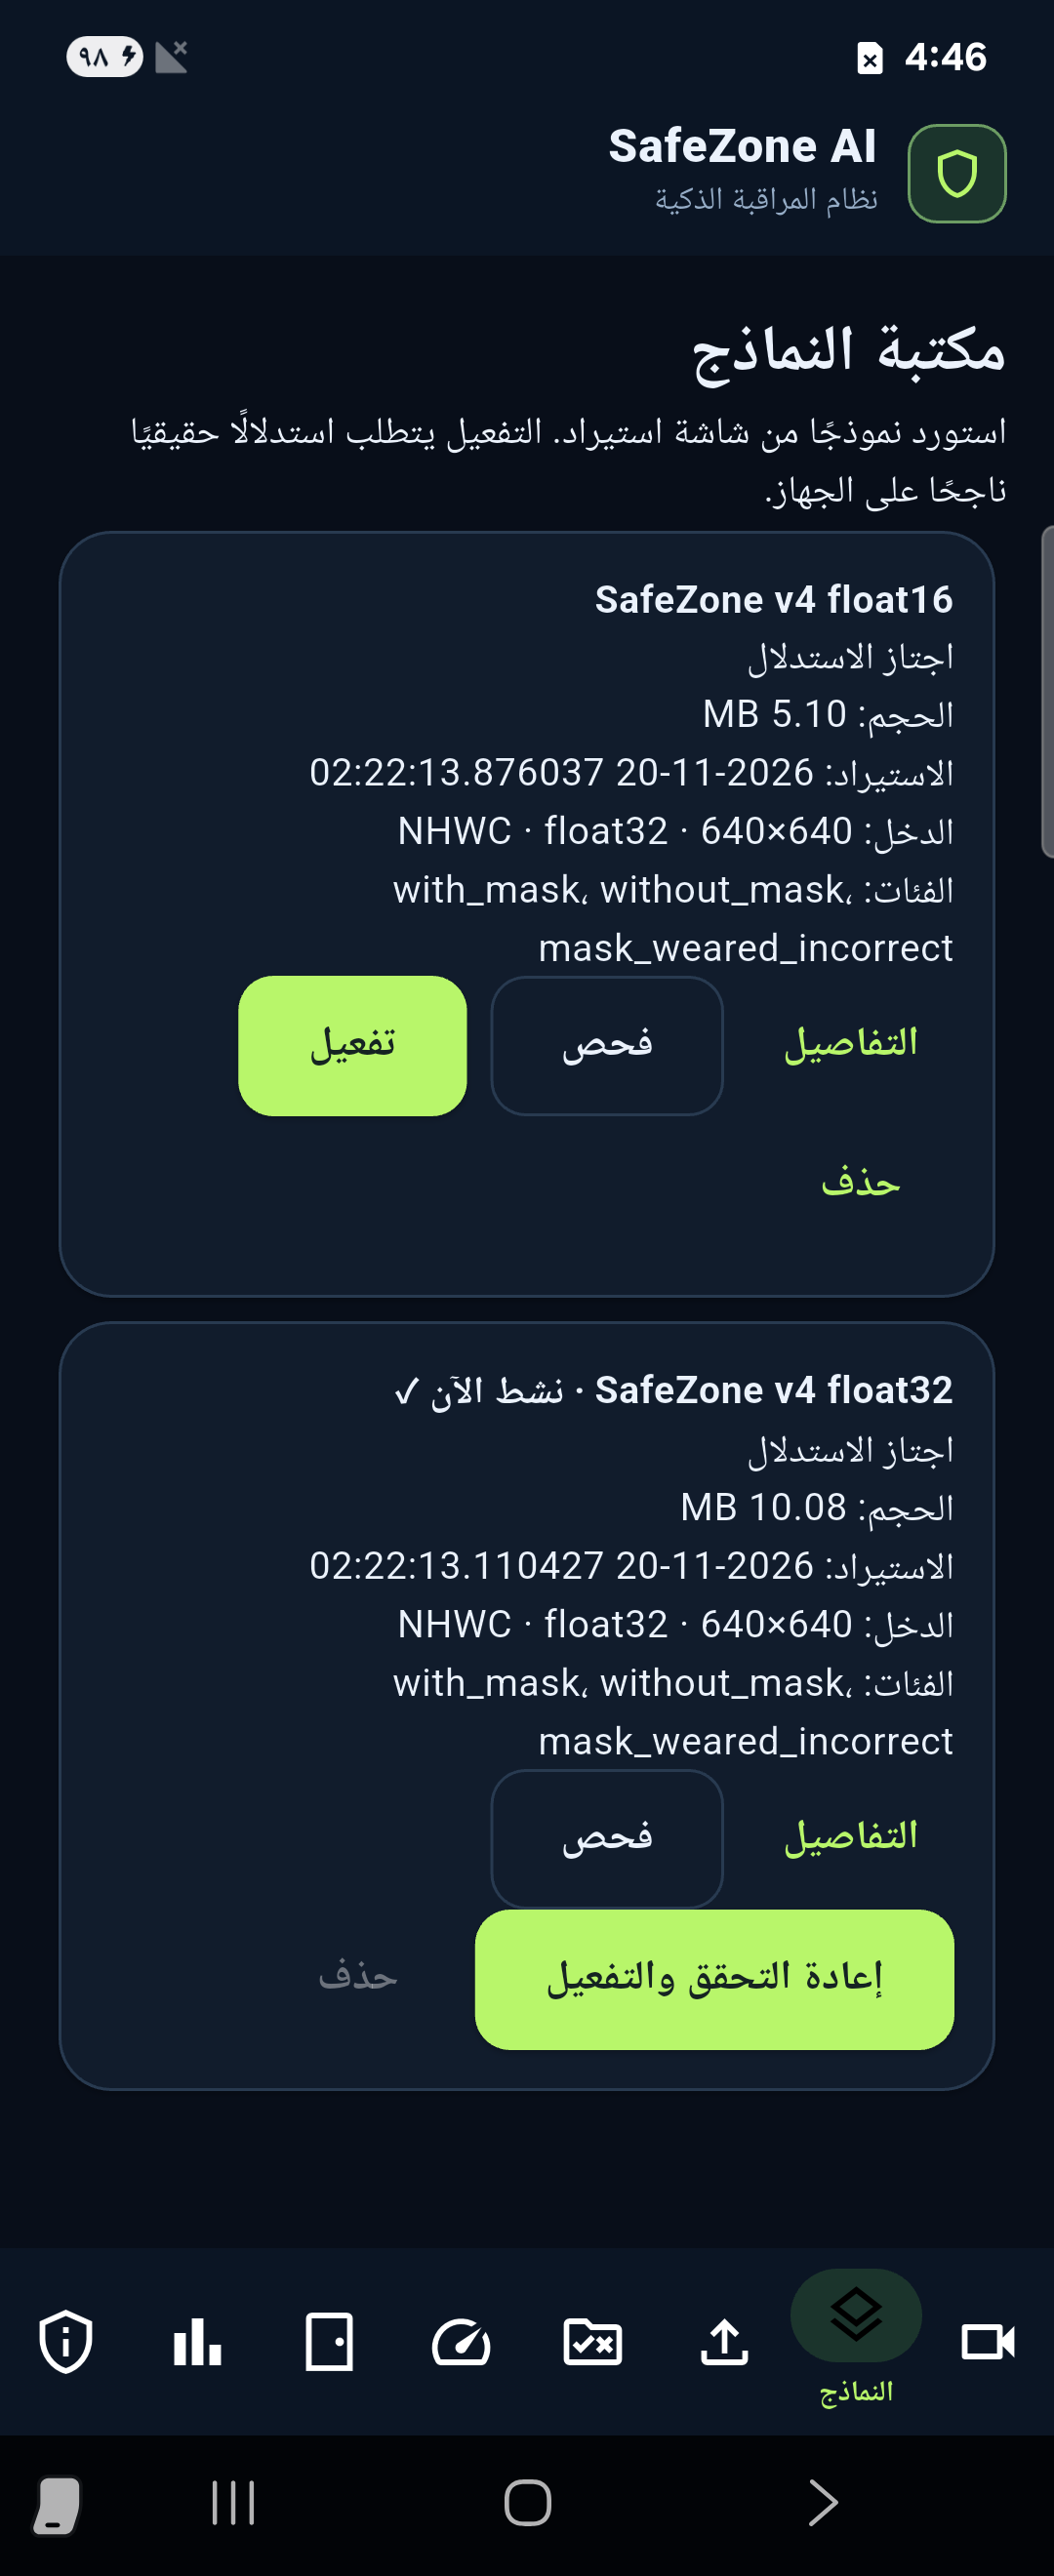 4:46
٩٨
SafeZone AI
نظام المراقبة الذكية
مكتبة النماذج
استورد نموذجًا من شاشة استيراد. التفعيل يتطلب استدلالًا حقيقيًا
ناجحًا على الجهاز.
SafeZone v4 float16
اجتاز الاستدلال
الحجم: 5.10 MB
الاستيراد: 2026-11-20 02:22:13.876037
الدخل: 640×640 · NHWC · float32
الفئات: with_mask، without_mask،
mask_weared_incorrect
التفاصيل
فحص
تفعيل
حذف
SafeZone v4 float32 · نشط الآن ✓
اجتاز الاستدلال
الحجم: 10.08 MB
الاستيراد: 2026-11-20 02:22:13.110427
الدخل: 640×640 · NHWC · float32
الفئات: with_mask، without_mask،
mask_weared_incorrect
التفاصيل
فحص
إعادة التحقق والتفعيل
حذف
النماذج